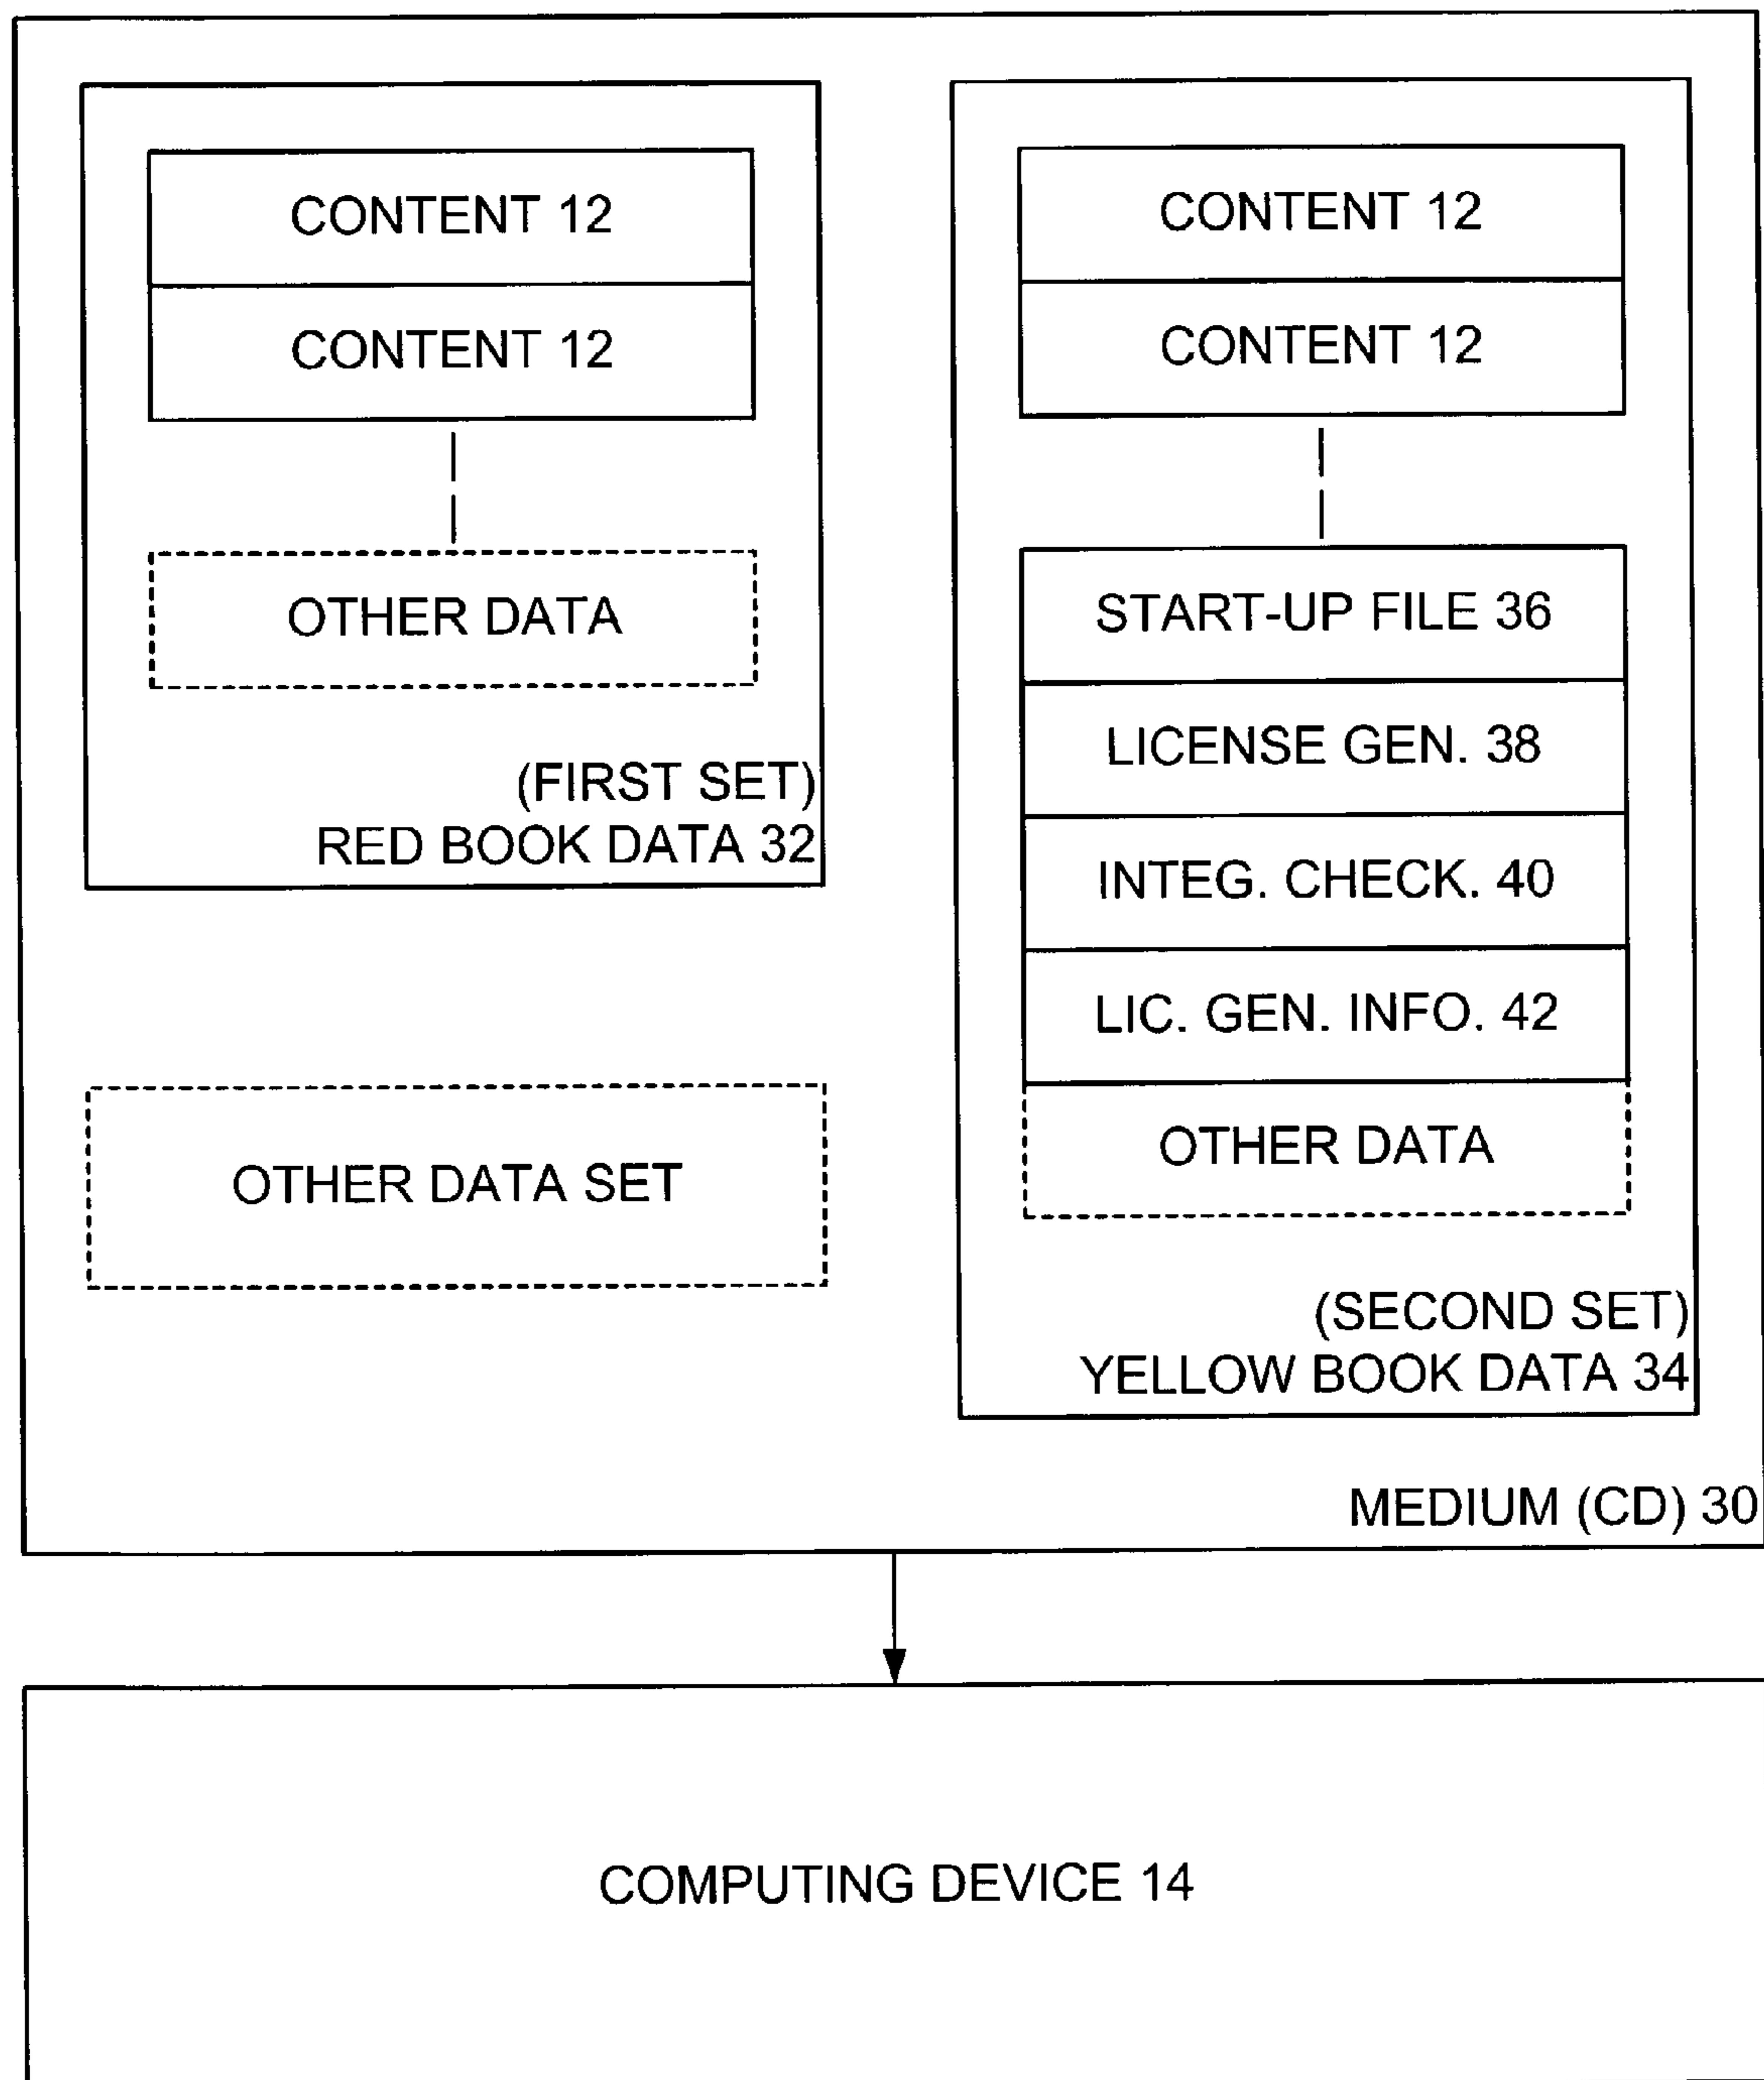 CONTENT 12
CONTENT 12
OTHER DATA
(FIRST SET)
RED BOOK DATA 32
OTHER DATA SET
CONTENT 12
CONTENT 12
START-UP FILE 36
LICENSE GEN. 38
INTEG. CHECK. 40
LIC. GEN. INFO. 42
OTHER DATA
(SECOND SET)
YELLOW BOOK DATA 34
MEDIUM (CD) 30
COMPUTING DEVICE 14